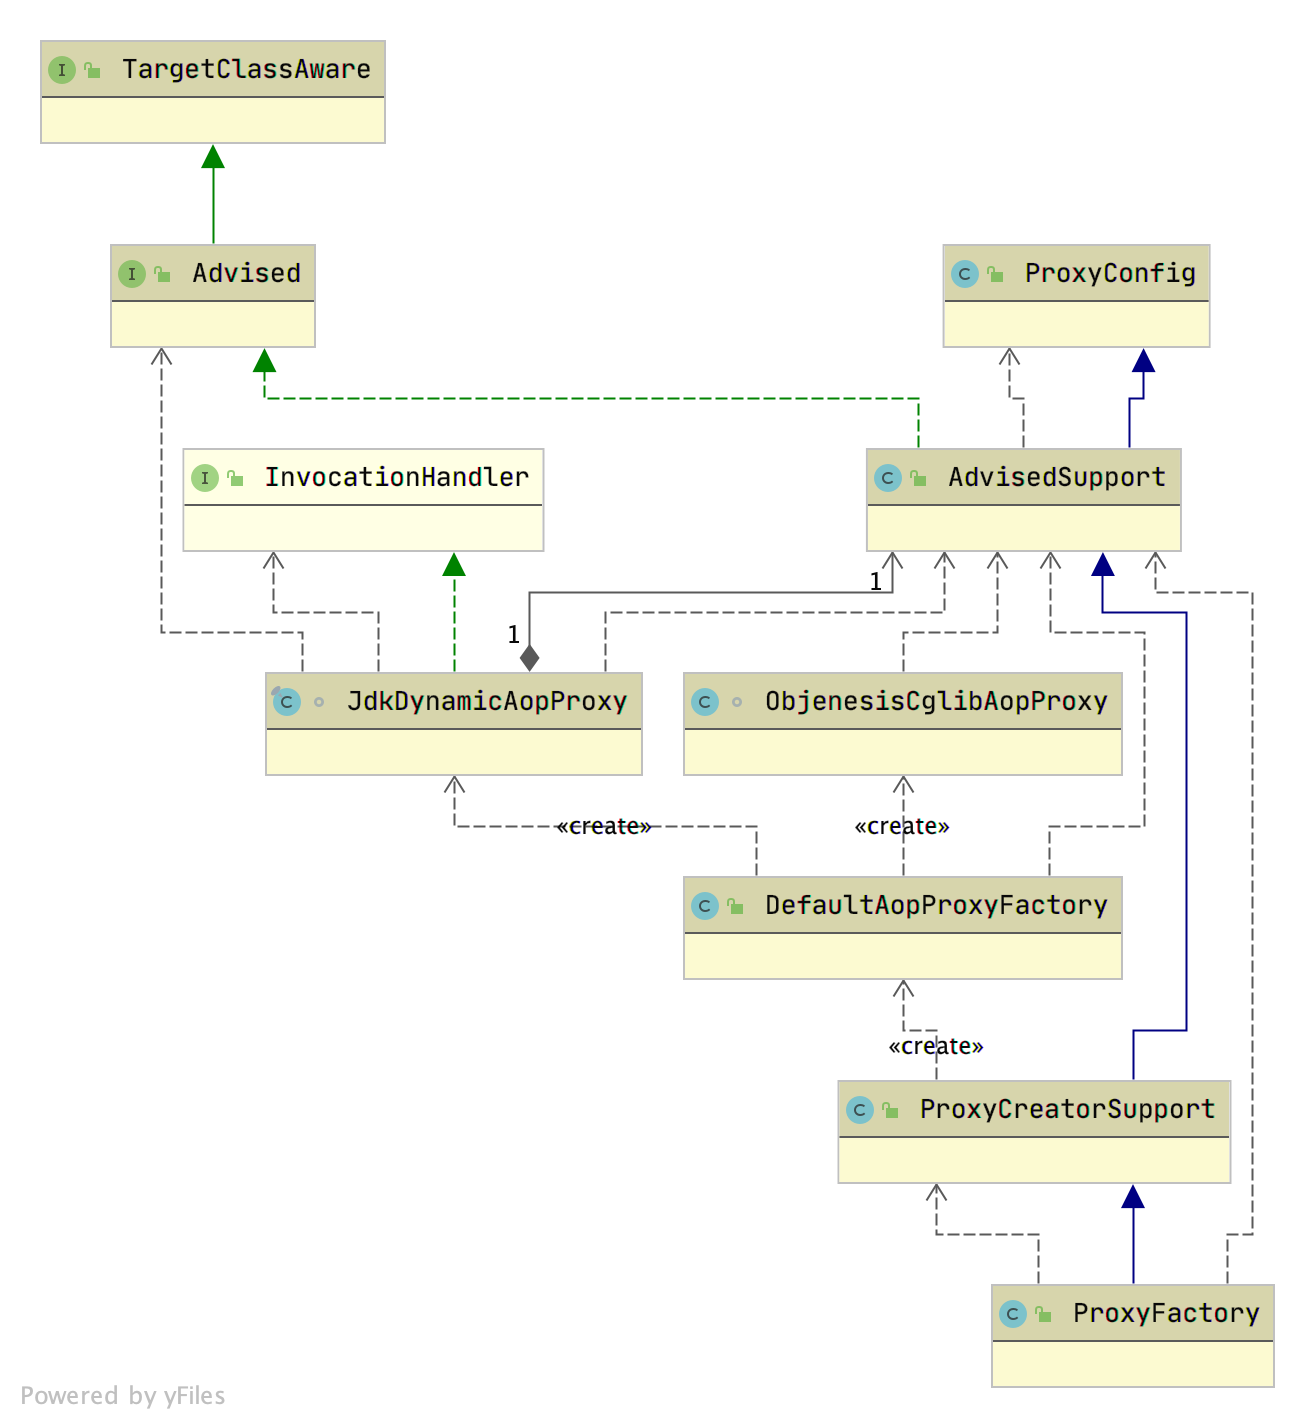 I TargetClassAware
I Advised
C ProxyConfig
I InvocationHandler
C AdvisedSupport
1
1
C JdkDynamicAopProxy
C ObjenesisCglibAopProxy
«create»
«create»
C DefaultAopProxyFactory
«create»
C ProxyCreatorSupport
C ProxyFactory
Powered by yFiles